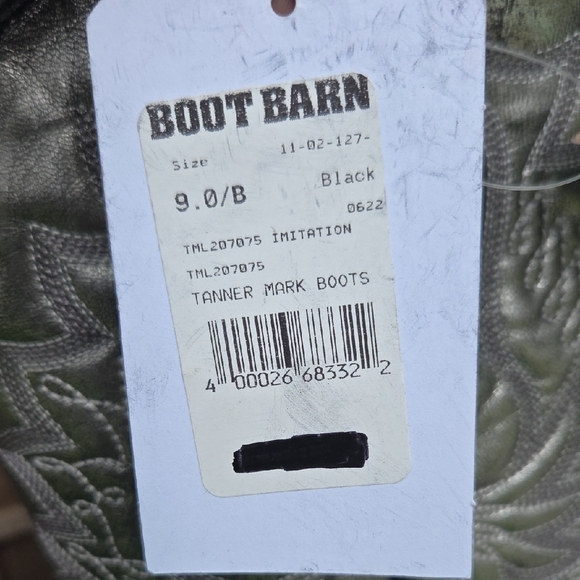 BOOT BARN
Size 11-02-127-
9.0/B Black
0622
TML207075 IMITATION
TML207075
TANNER MARK BOOTS
4 00026 68332 2